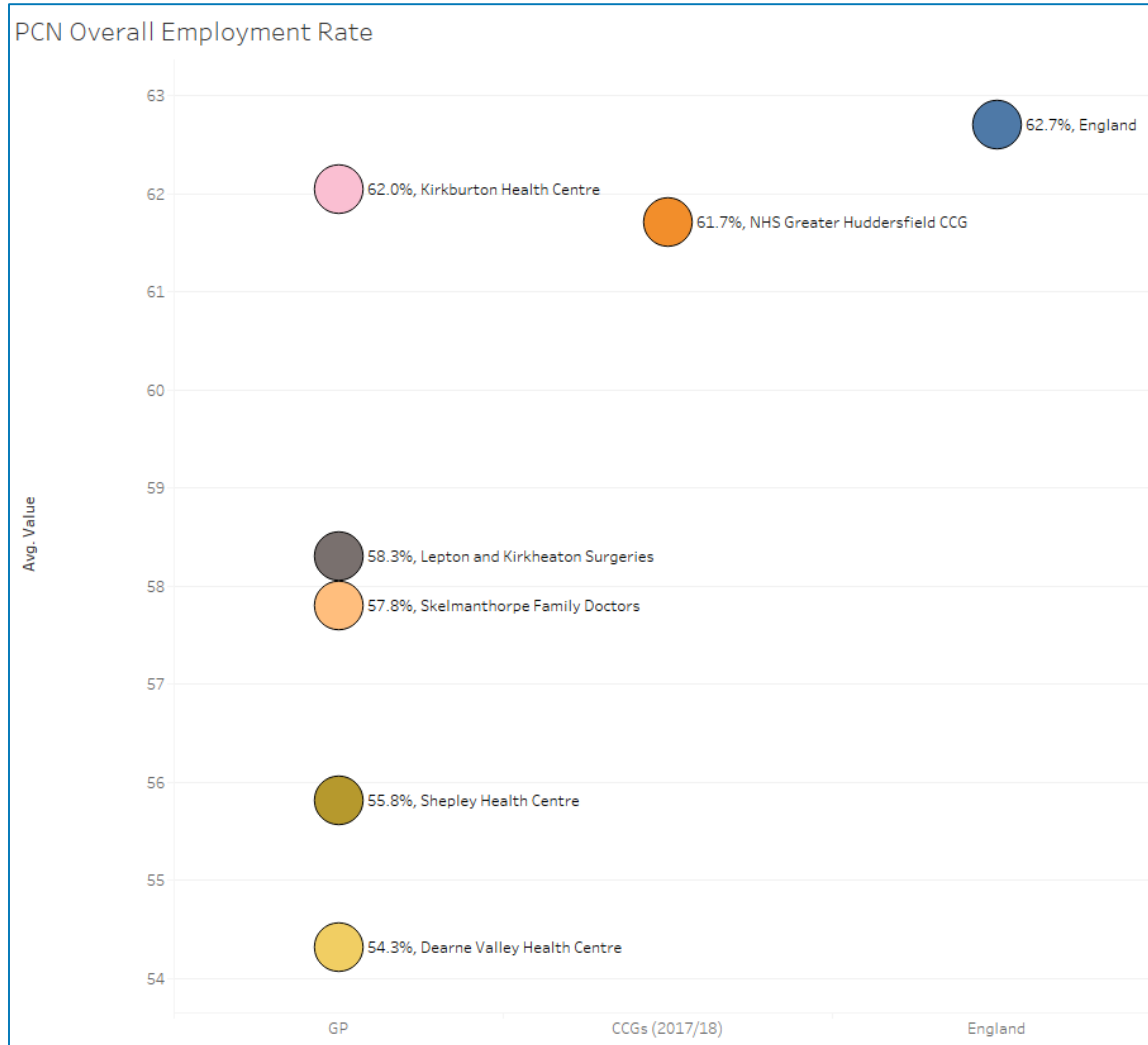 PCN Overall Employment Rate
63
62.7%, England
62.0%, Kirkburton Health Centre
62
61.7%, NHS Greater Huddersfield CCG
61
60
59
Avg. Value
58.3%, Lepton and Kirkheaton Surgeries
58
57.8%, Skelmanthorpe Family Doctors
57
56
55.8%, Shepley Health Centre
55
54.3%, Dearne Valley Health Centre
54
GP
CCGs (2017/18)
England